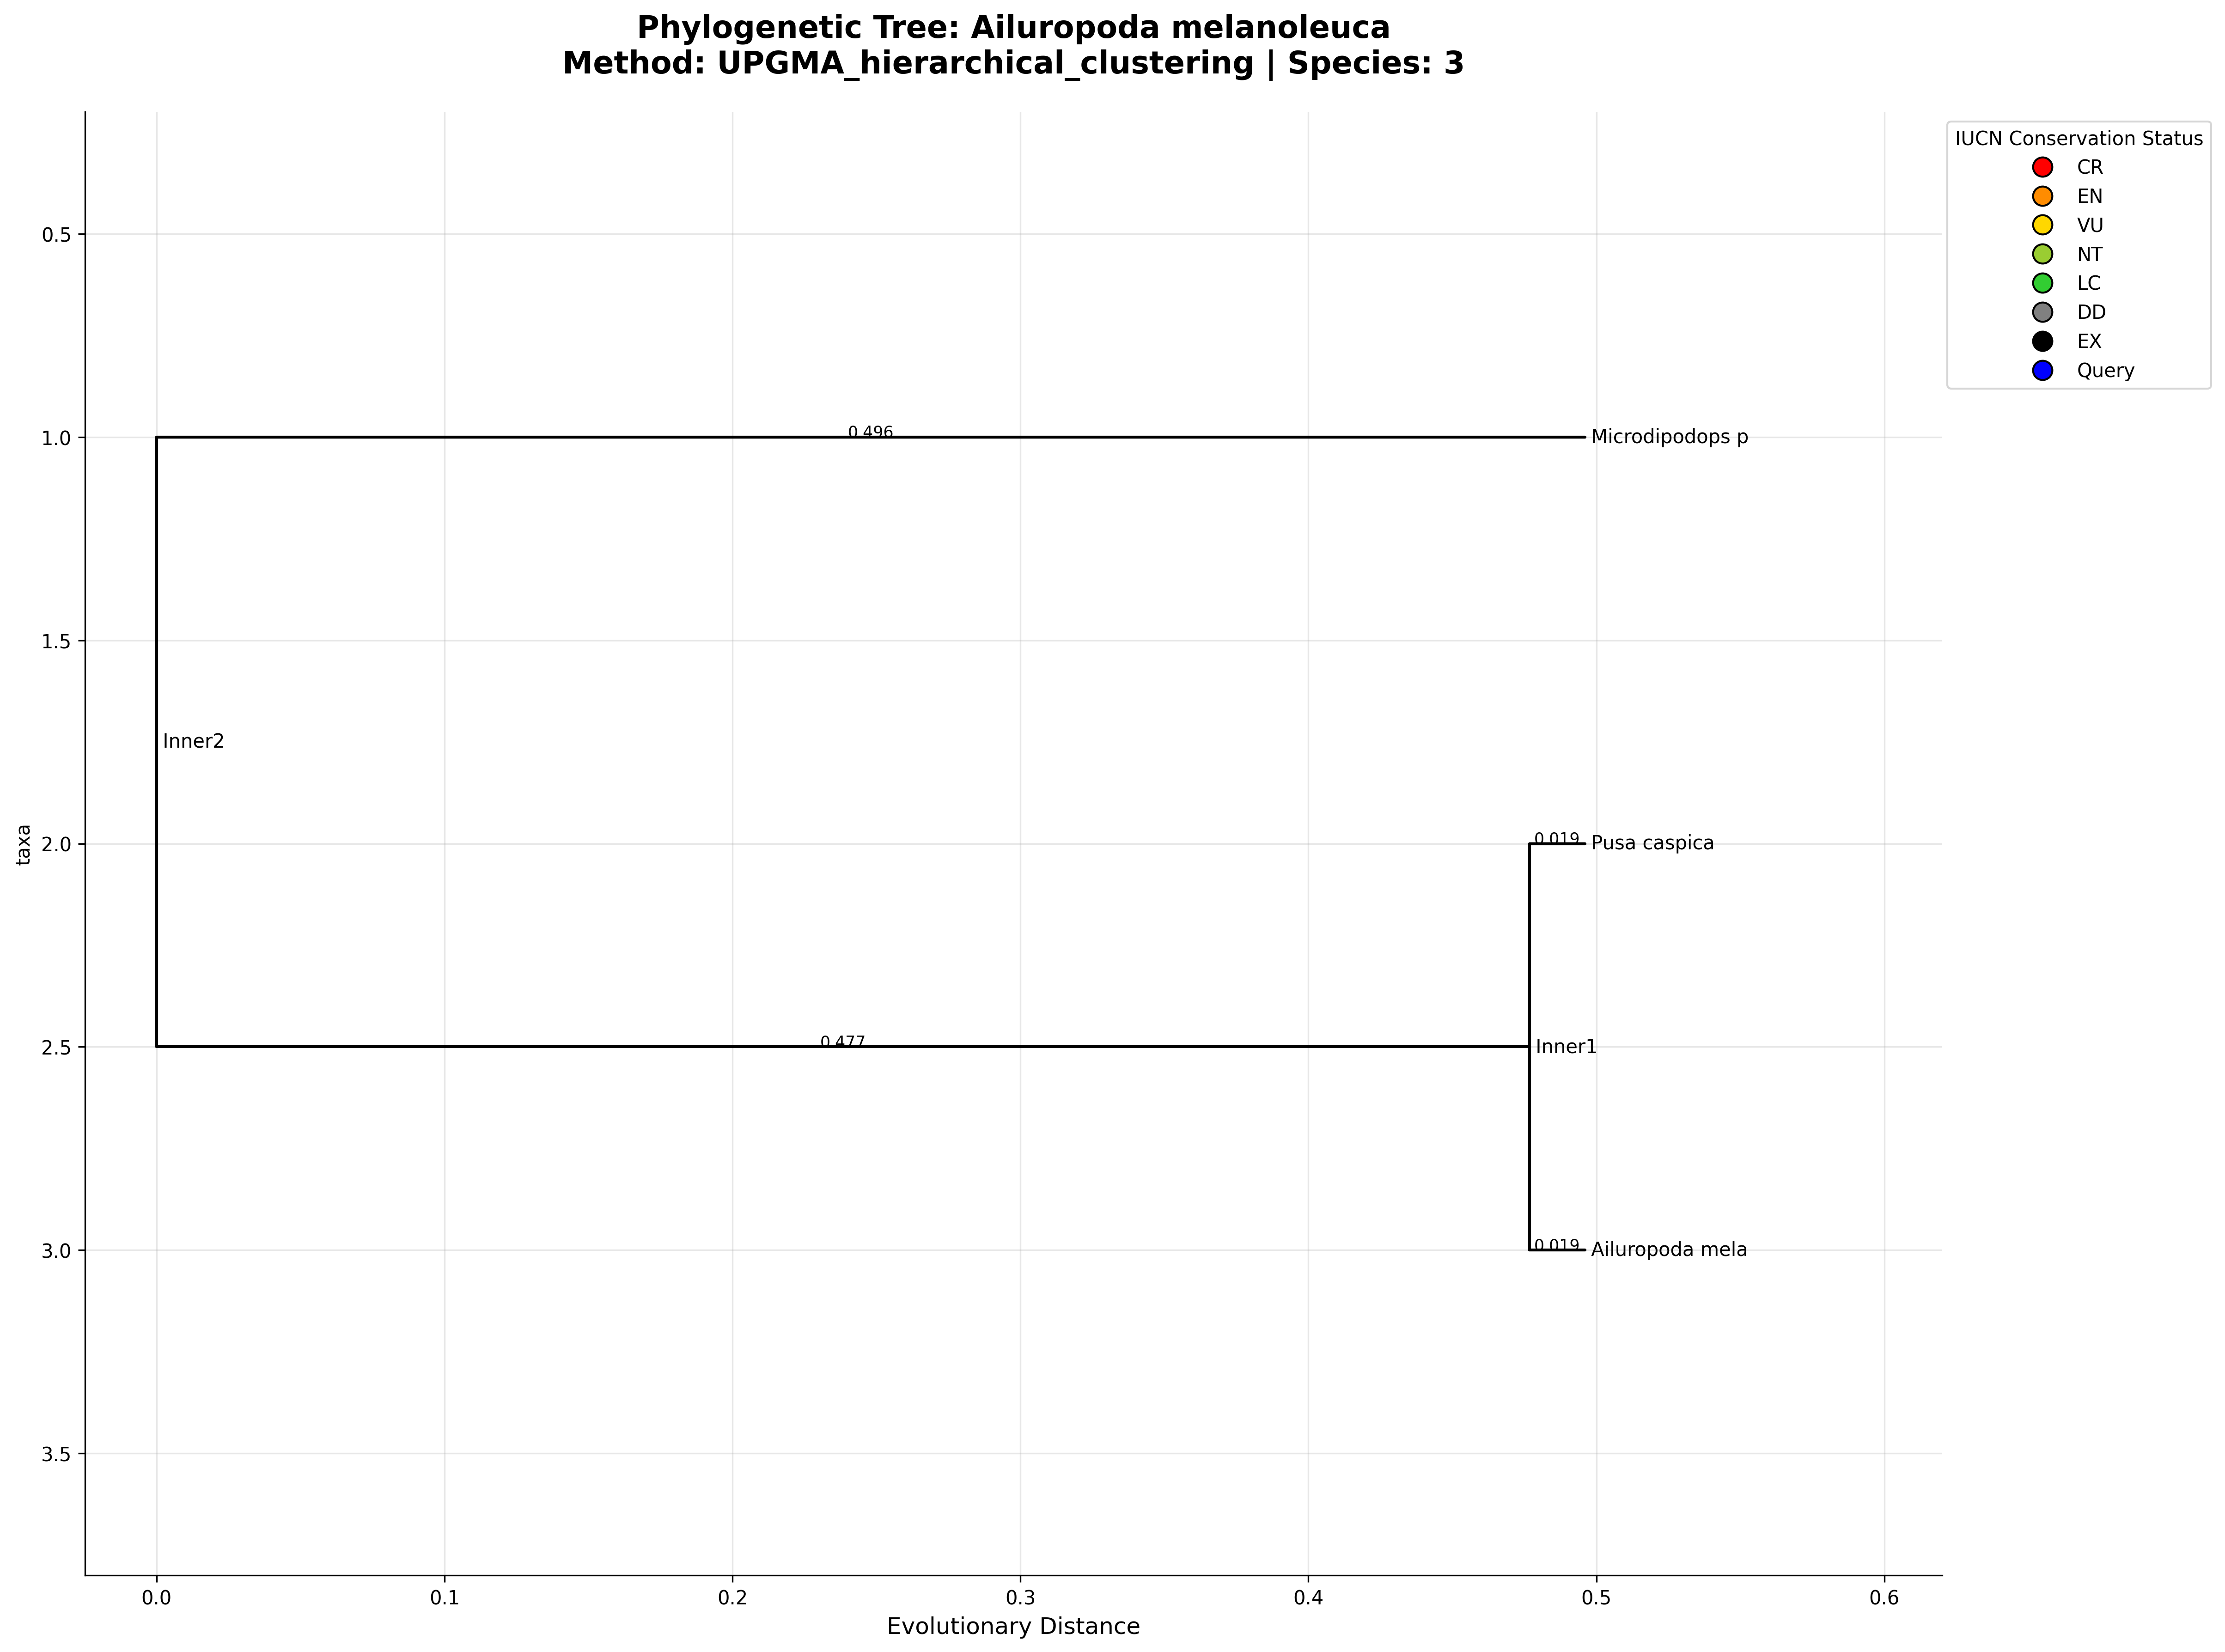 Phylogenetic Tree: Ailuropoda melanoleuca
Method: UPGMA_hierarchical_clustering | Species: 3
IUCN Conservation Status
CR
EN
VU
NT
LC
DD
EX
Query
0.5
1.0
1.5
2.0
2.5
3.0
3.5
taxa
0.496
Microdipodops p
Inner2
0.019
Pusa caspica
0.477
Inner1
0.019
Ailuropoda mela
0.0
0.1
0.2
0.3
0.4
0.5
0.6
Evolutionary Distance